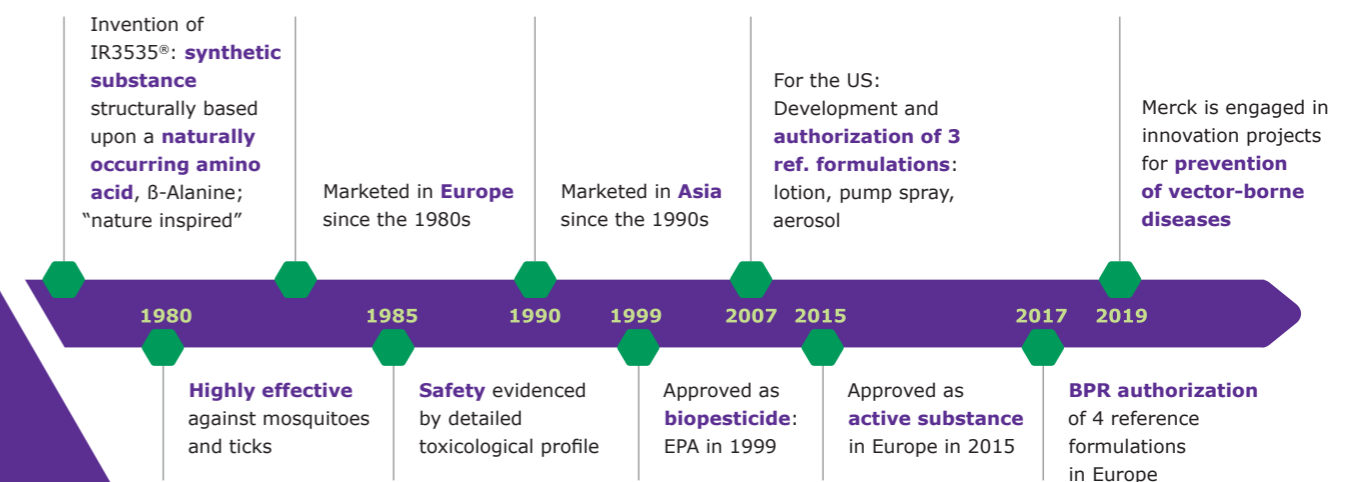 Invention of
IR3535®: synthetic
substance
structurally based
upon a naturally
occurring amino
acid, ß-Alanine;
“nature inspired”
Marketed in Europe
since the 1980s
Marketed in Asia
since the 1990s
For the US:
Development and
authorization of 3
ref. formulations:
lotion, pump spray,
aerosol
Merck is engaged in
innovation projects
for prevention
of vector-borne
diseases
1980 1985 1990 1999 2007 2015 2017 2019
Highly effective
against mosquitoes
and ticks
Safety evidenced
by detailed
toxicological profile
Approved as
biopesticide:
EPA in 1999
Approved as
active substance
in Europe in 2015
BPR authorization
of 4 reference
formulations
in Europe